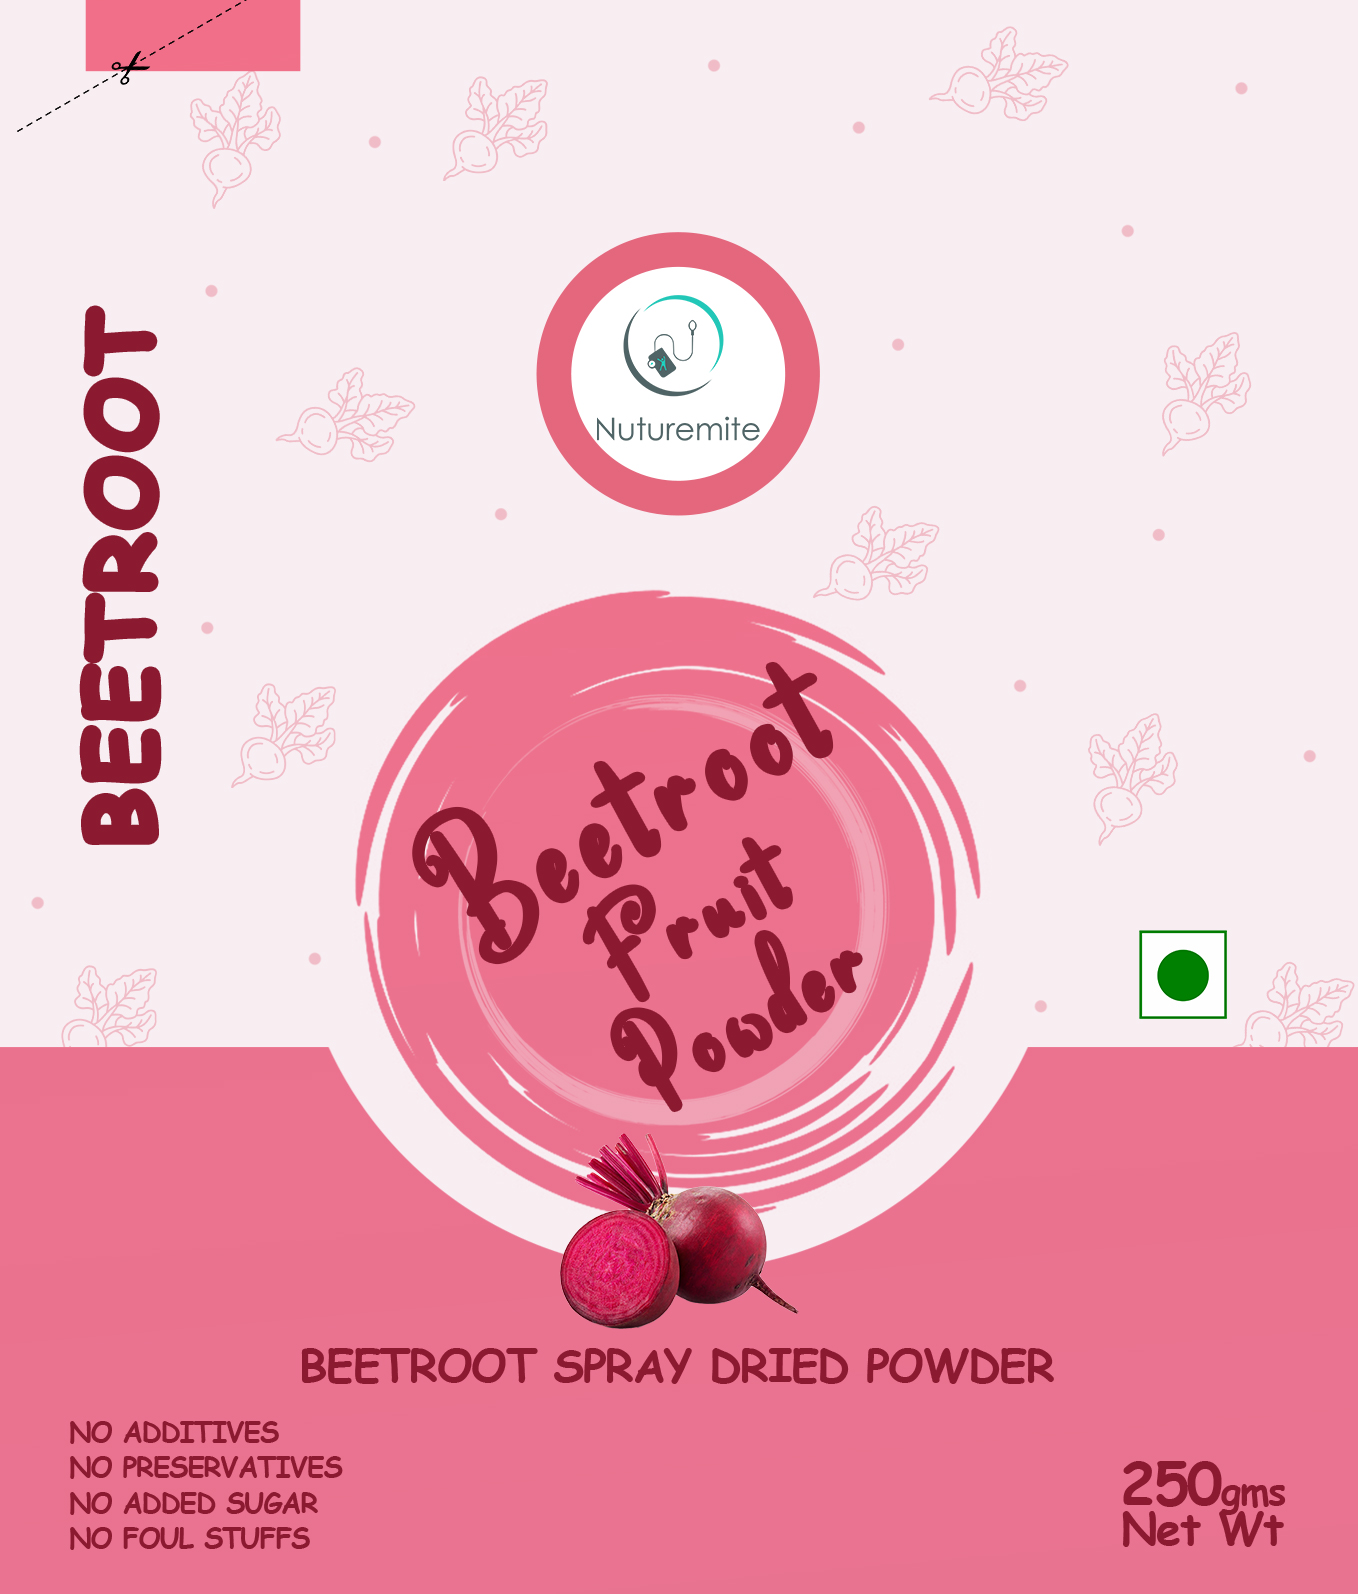 BEETROOT
Nuturemite
Beetroot
Fruit
Powder
BEETROOT SPRAY DRIED POWDER
NO ADDITIVES
NO PRESERVATIVES
NO ADDED SUGAR
NO FOUL STUFFS
250gms
Net Wt